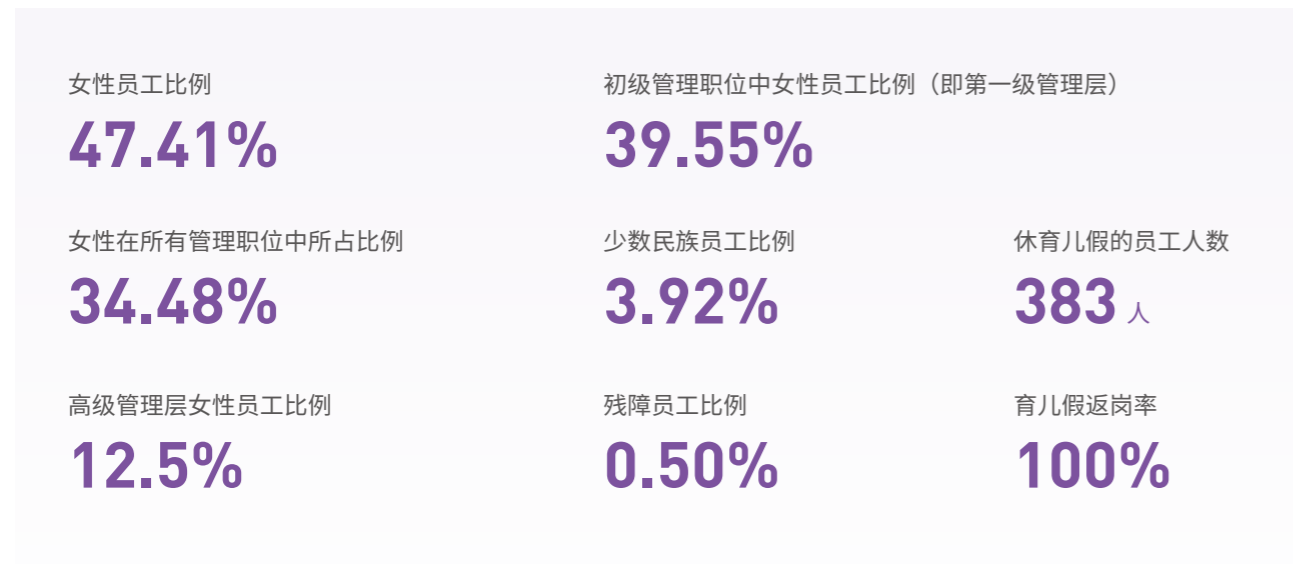 女性员工比例
47.41%
初级管理职位中女性员工比例（即第一级管理层）
39.55%
女性在所有管理职位中所占比例
34.48%
少数民族员工比例
3.92%
休育儿假的员工人数
383 人
高级管理层女性员工比例
12.5%
残障员工比例
0.50%
育儿假返岗率
100%